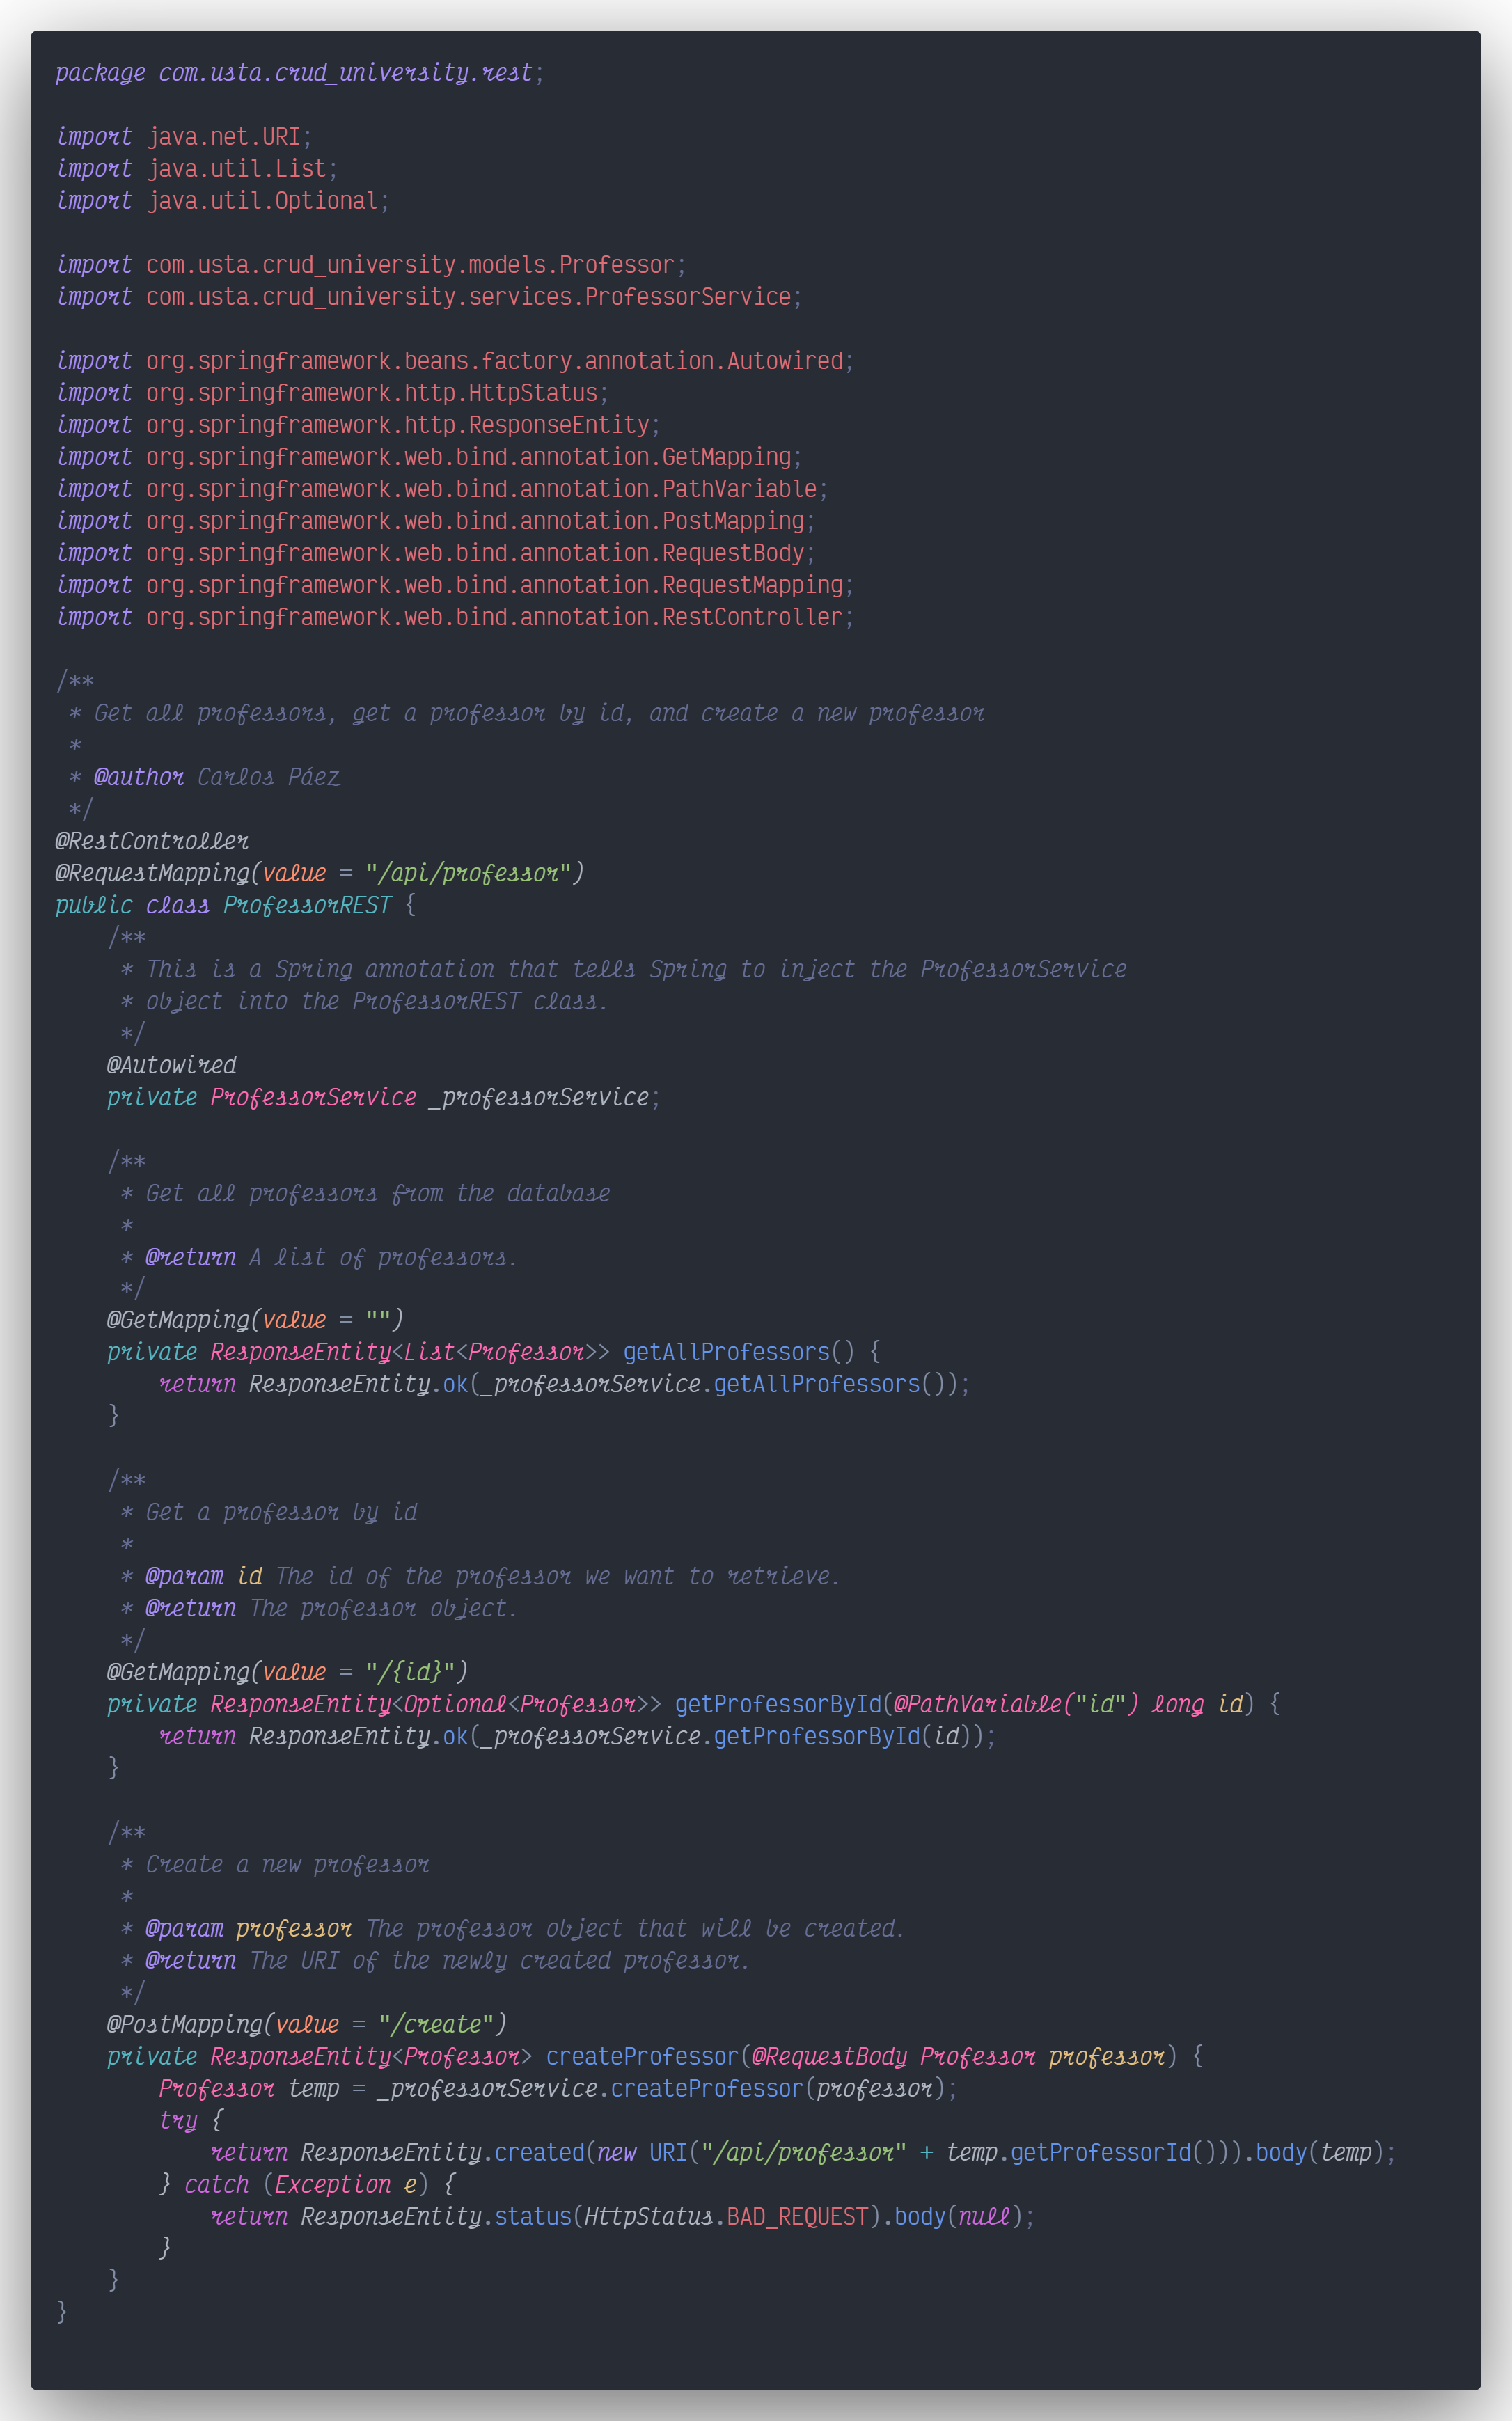 package com.usta.crud_university.rest;

import java.net.URI;
import java.util.List;
import java.util.Optional;

import com.usta.crud_university.models.Professor;
import com.usta.crud_university.services.ProfessorService;

import org.springframework.beans.factory.annotation.Autowired;
import org.springframework.http.HttpStatus;
import org.springframework.http.ResponseEntity;
import org.springframework.web.bind.annotation.GetMapping;
import org.springframework.web.bind.annotation.PathVariable;
import org.springframework.web.bind.annotation.PostMapping;
import org.springframework.web.bind.annotation.RequestBody;
import org.springframework.web.bind.annotation.RequestMapping;
import org.springframework.web.bind.annotation.RestController;

/**
 * Get all professors, get a professor by id, and create a new professor
 *
 * @author Carlos Páez
 */
@RestController
@RequestMapping(value = "/api/professor")
public class ProfessorREST {
    /**
     * This is a Spring annotation that tells Spring to inject the ProfessorService
     * object into the ProfessorREST class.
     */
    @Autowired
    private ProfessorService _professorService;

    /**
     * Get all professors from the database
     *
     * @return A list of professors.
     */
    @GetMapping(value = "")
    private ResponseEntity<List<Professor>> getAllProfessors() {
        return ResponseEntity.ok(_professorService.getAllProfessors());
    }

    /**
     * Get a professor by id
     *
     * @param id The id of the professor we want to retrieve.
     * @return The professor object.
     */
    @GetMapping(value = "/{id}")
    private ResponseEntity<Optional<Professor>> getProfessorById(@PathVariable("id") long id) {
        return ResponseEntity.ok(_professorService.getProfessorById(id));
    }

    /**
     * Create a new professor
     *
     * @param professor The professor object that will be created.
     * @return The URI of the newly created professor.
     */
    @PostMapping(value = "/create")
    private ResponseEntity<Professor> createProfessor(@RequestBody Professor professor) {
        Professor temp = _professorService.createProfessor(professor);
        try {
            return ResponseEntity.created(new URI("/api/professor" + temp.getProfessorId())).body(temp);
        } catch (Exception e) {
            return ResponseEntity.status(HttpStatus.BAD_REQUEST).body(null);
        }
    }
}